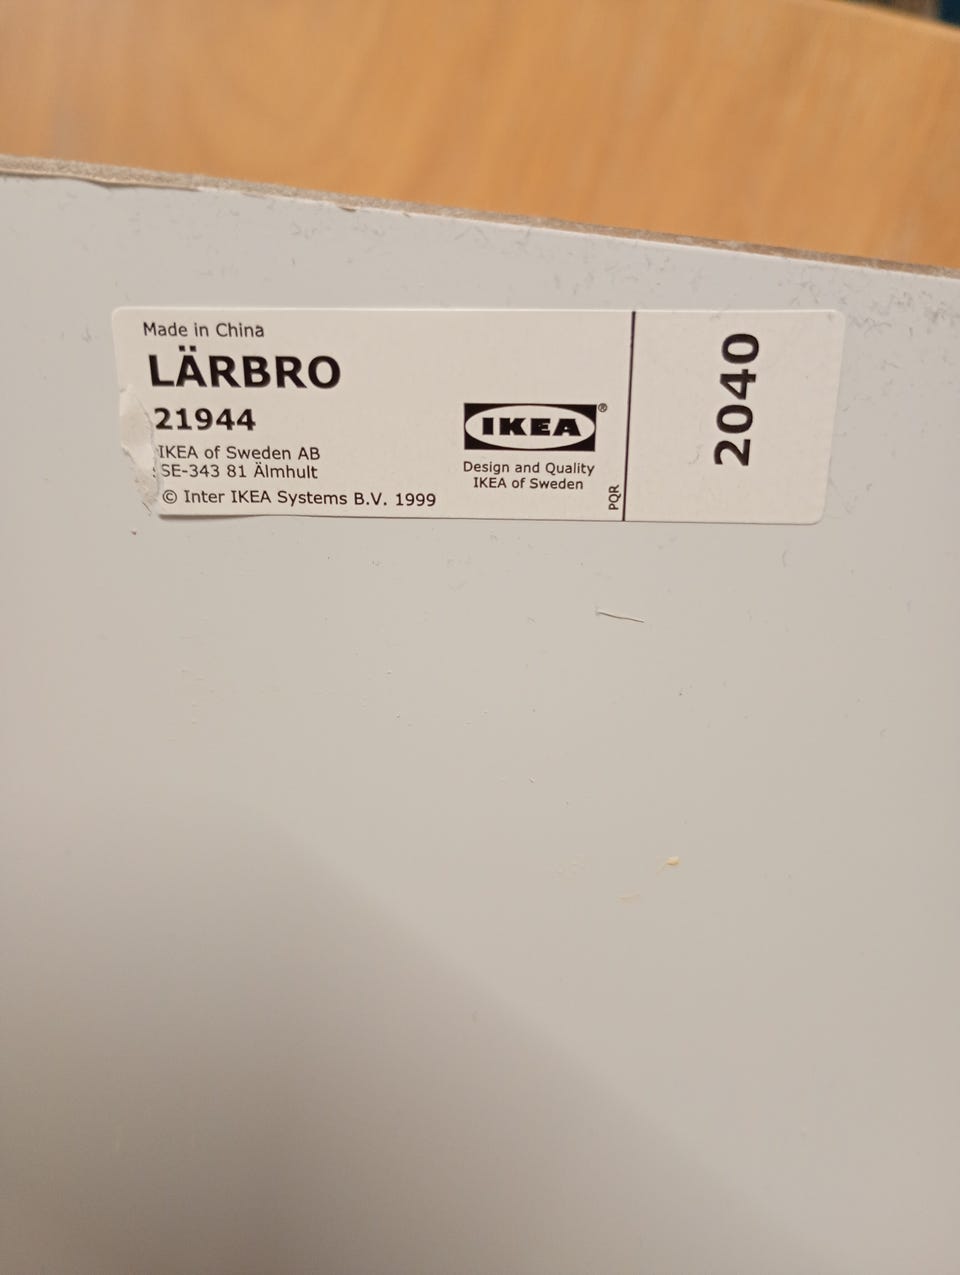 Made in China
LÄRBRO
21944
IKEA of Sweden AB
SE-343 81 Älmhult
© Inter IKEA Systems B.V. 1999
IKEA®
Design and Quality
IKEA of Sweden
PQR
2040